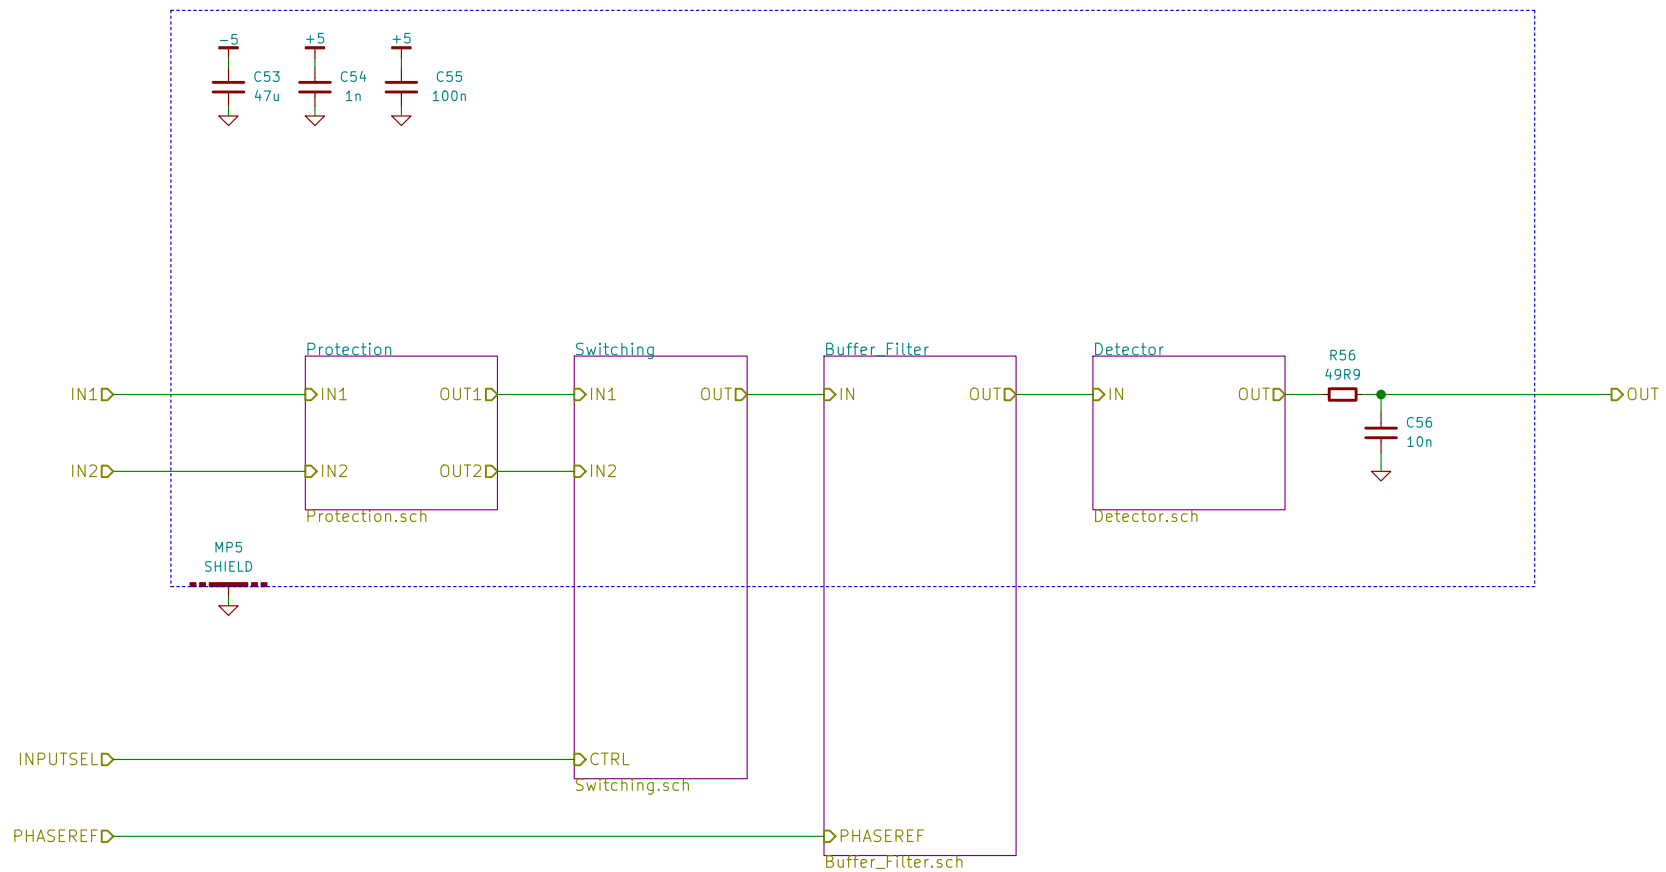 -5
+5
+5
C53
47u
C54
1n
C55
100n
Protection
Switching
Buffer_Filter
Detector
R56
49R9
IN1
IN1
OUT1
IN1
OUT
IN
OUT
IN
OUT
OUT
C56
10n
IN2
IN2
OUT2
IN2
Protection.sch
Detector.sch
MP5
SHIELD
INPUTSEL
CTRL
Switching.sch
PHASEREF
PHASEREF
Buffer_Filter.sch